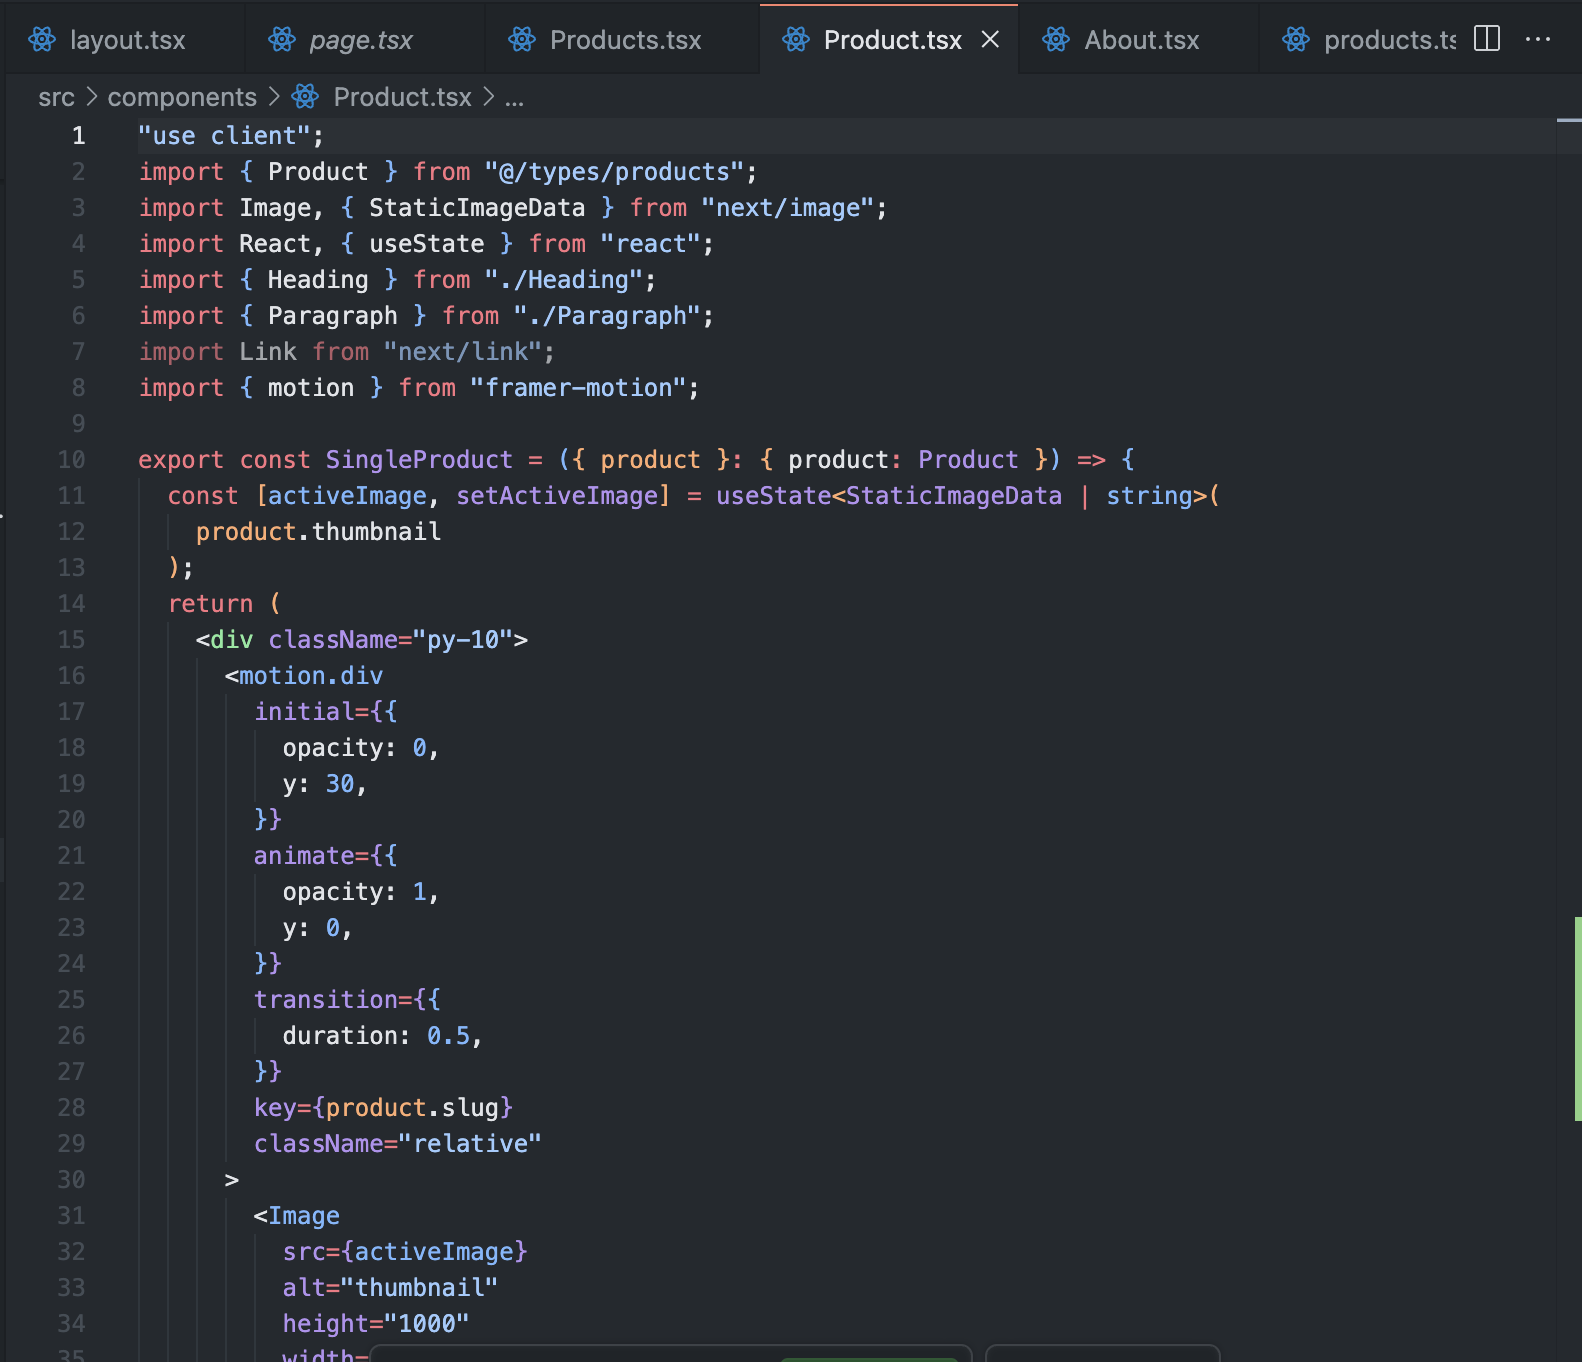 layout.tsx page.tsx Products.tsx Product.tsx About.tsx products.ts
src > components > Product.tsx > ...
1 "use client";
2 import { Product } from "@/types/products";
3 import Image, { StaticImageData } from "next/image";
4 import React, { useState } from "react";
5 import { Heading } from "./Heading";
6 import { Paragraph } from "./Paragraph";
7 import Link from "next/link";
8 import { motion } from "framer-motion";
9
10 export const SingleProduct = ({ product }: { product: Product }) => {
11 const [activeImage, setActiveImage] = useState<StaticImageData | string>(
12 product.thumbnail
13 );
14 return (
15 <div className="py-10">
16 <motion.div
17 initial={{
18 opacity: 0,
19 y: 30,
20 }}
21 animate={{
22 opacity: 1,
23 y: 0,
24 }}
25 transition={{
26 duration: 0.5,
27 }}
28 key={product.slug}
29 className="relative"
30 >
31 <Image
32 src={activeImage}
33 alt="thumbnail"
34 height="1000"
35 width=